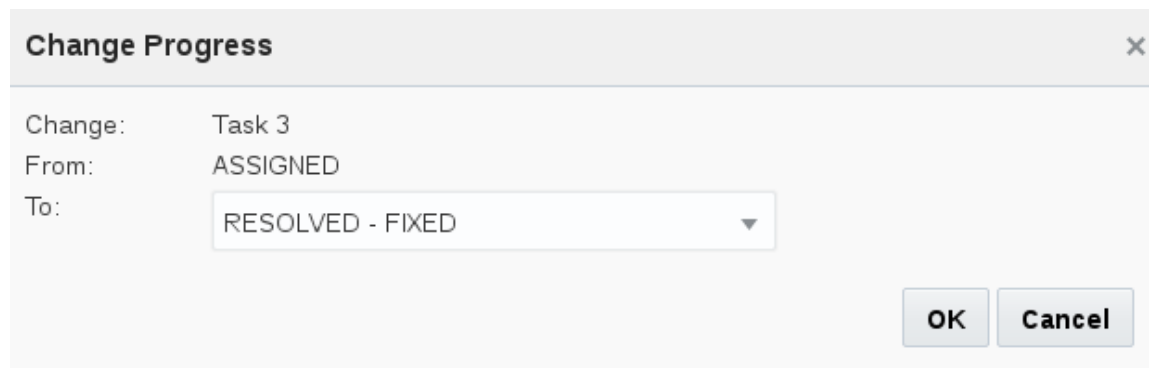 Change Progress ×
Change: Task 3
From: ASSIGNED
To: RESOLVED - FIXED
OK Cancel